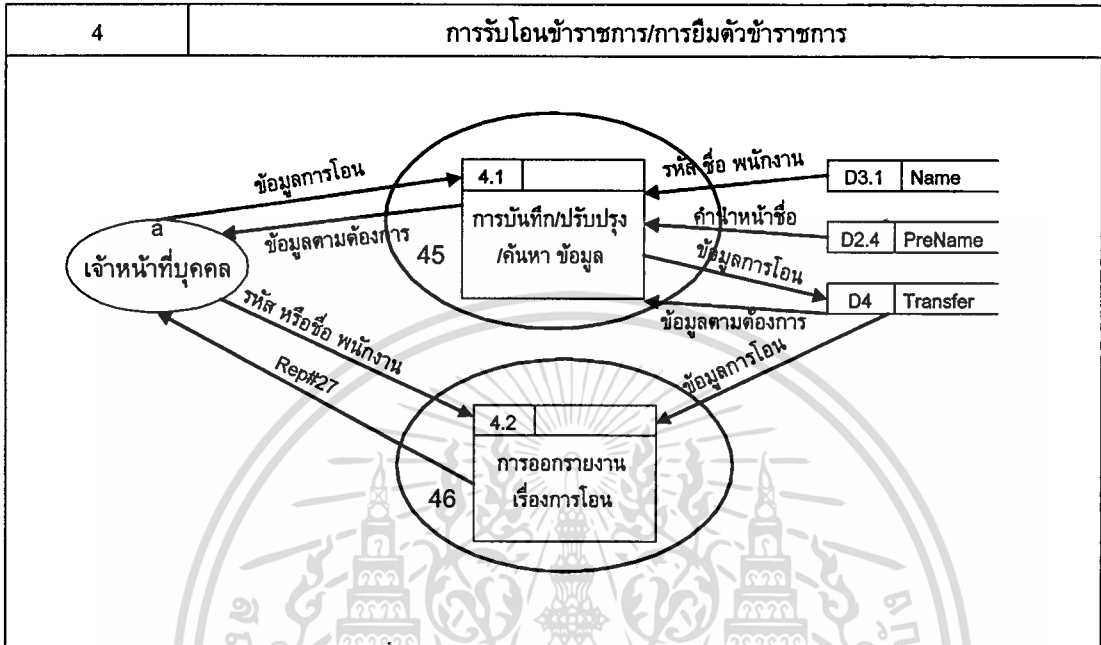 4 การรับโอนข้าราชการ/การยืมตัวข้าราชการ
ข้อมูลการโอน
4.1
รหัส ชื่อ พนักงาน
D3.1 Name
a
เจ้าหน้าที่บุคคล
ข้อมูลตามต้องการ
45
การบันทึก/ปรับปรุง
/ค้นหา ข้อมูล
คำนำหน้าชื่อ
D2.4 PreName
ข้อมูลการโอน
D4 Transfer
ข้อมูลตามต้องการ
รหัส หรือชื่อ พนักงาน
Rep#27
ข้อมูลการโอน
4.2
46
การออกรายงาน
เรื่องการโอน